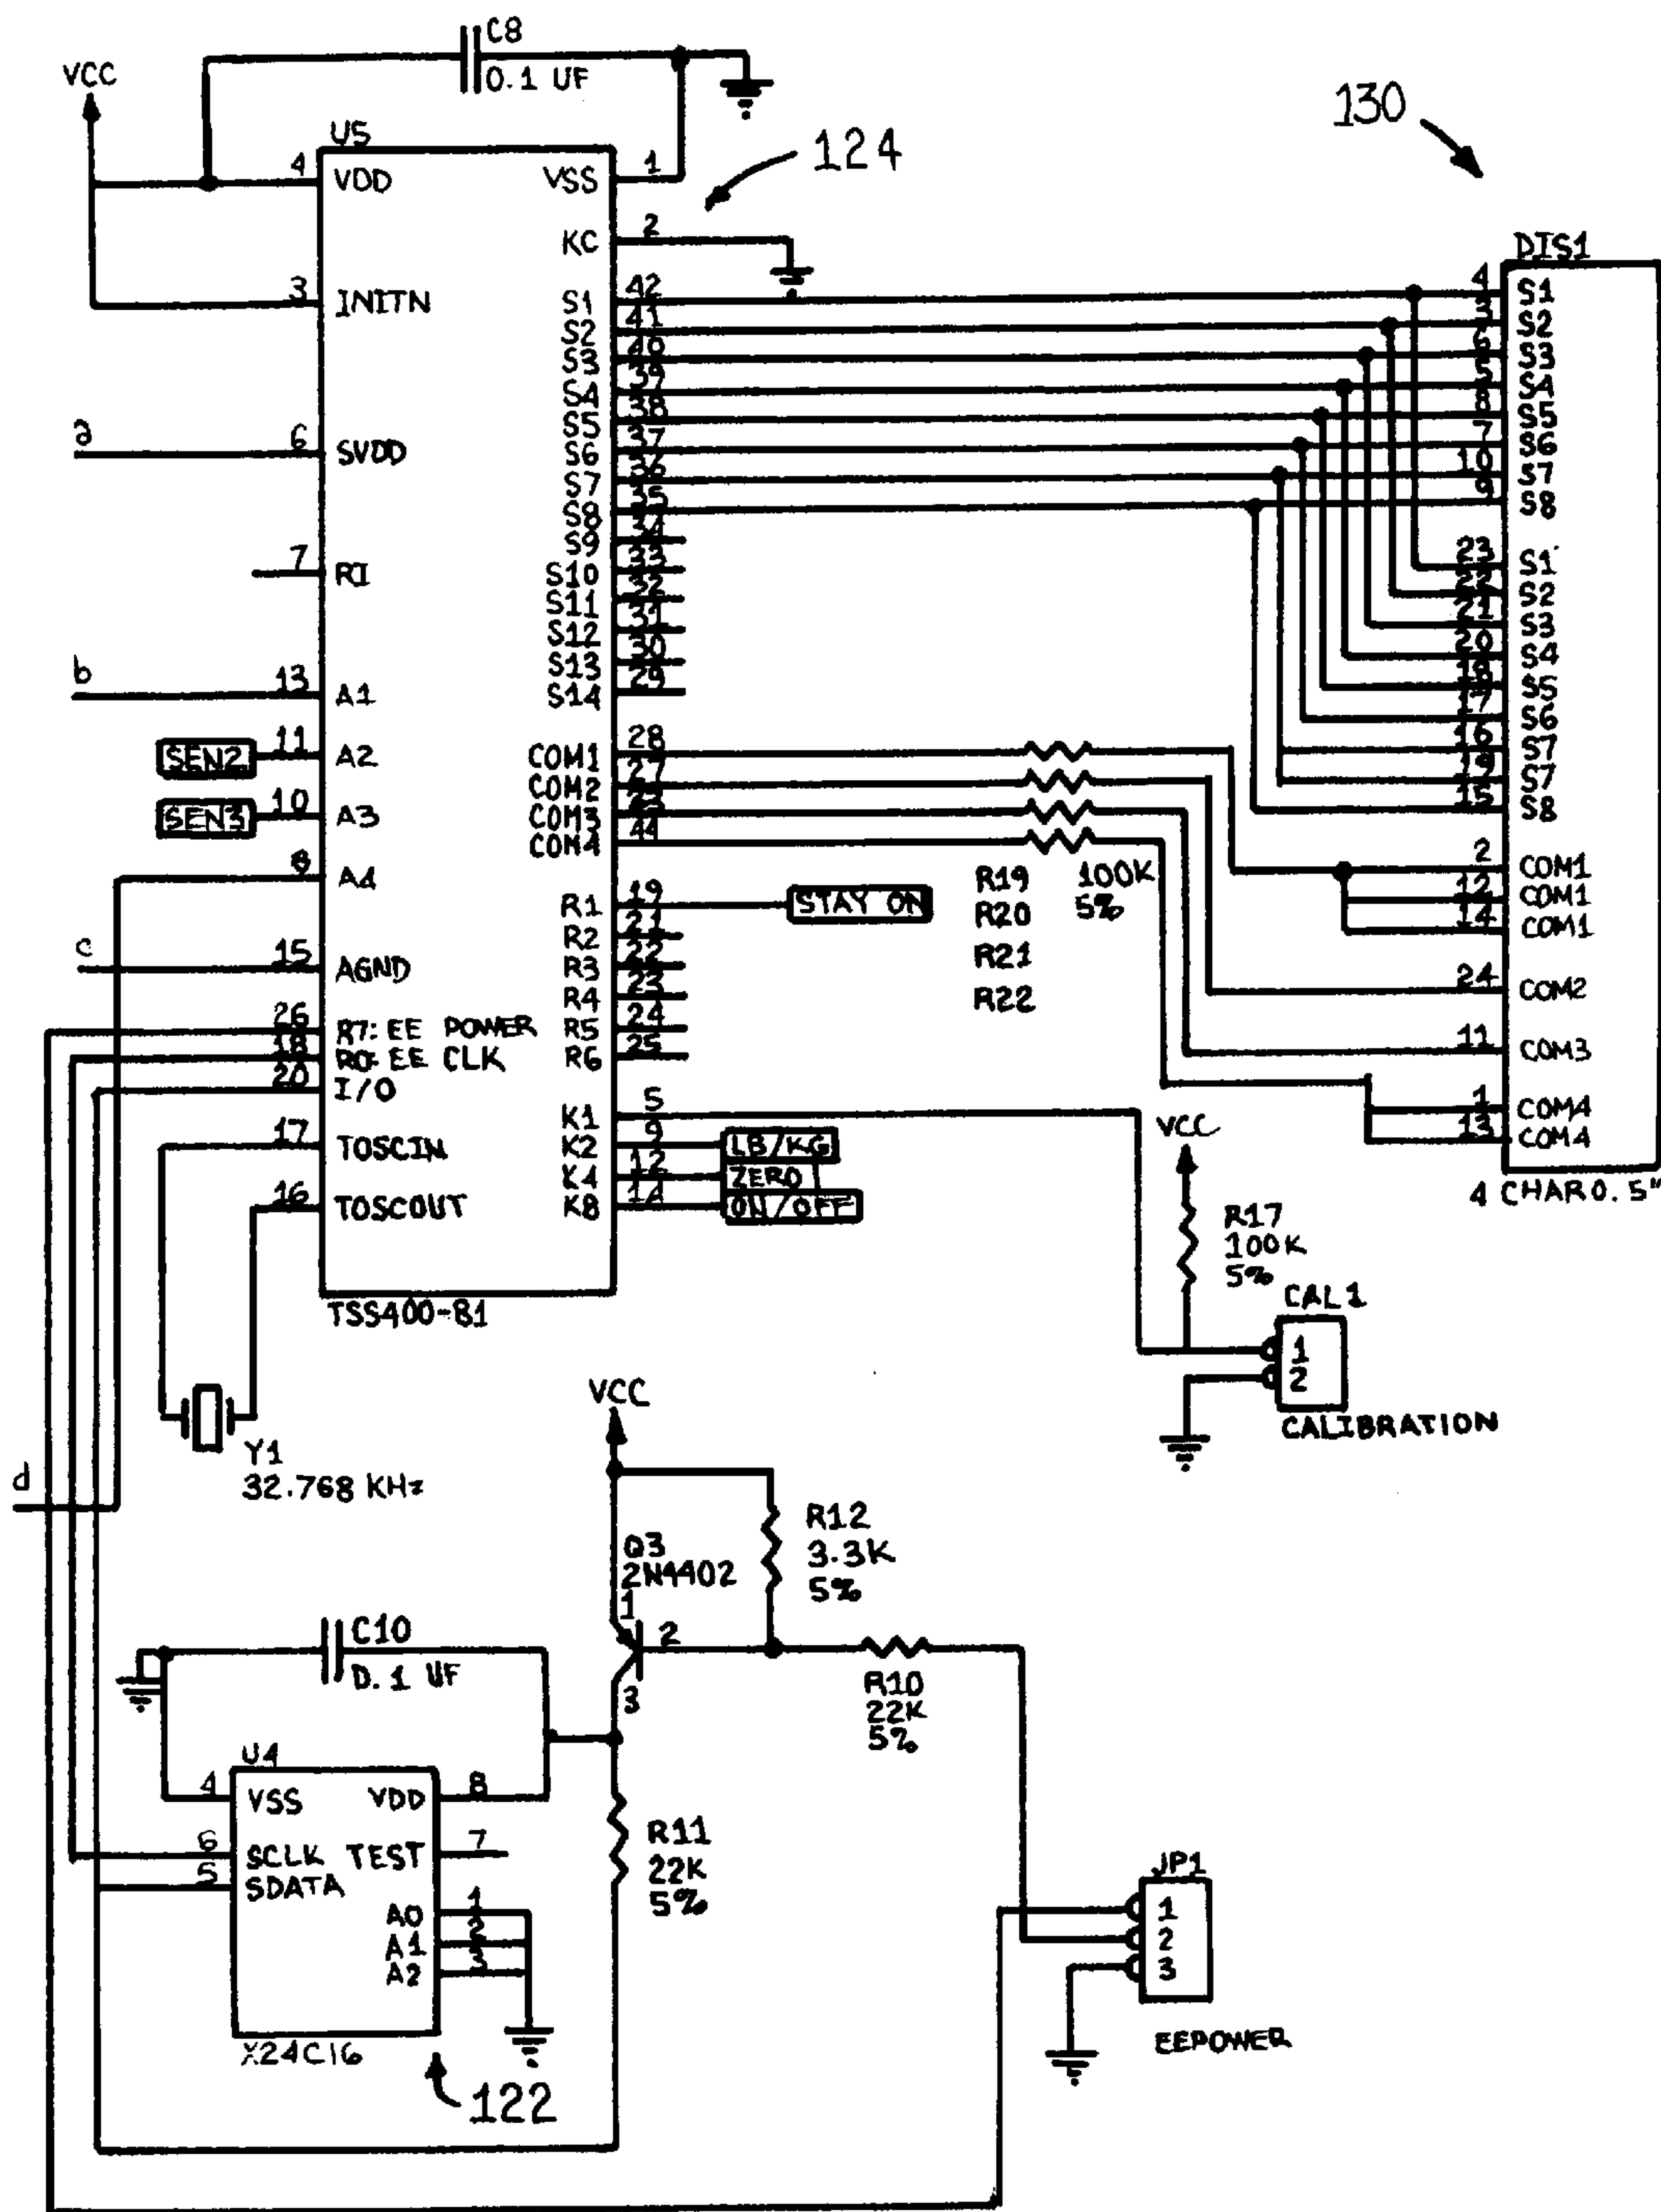 C8
0.1 UF
VCC
130
U5
124
4
VDD
VSS
1
KC
2
DIS1
3
INITN
S1
42
4
S1
S2
41
3
S2
S3
40
6
S3
S4
39
5
S4
S5
38
8
S5
a
6
SVDD
S6
37
7
S6
S7
36
10
S7
S8
35
9
S8
S9
34
7
RI
S10
33
23
S1
S11
32
S2
S12
31
21
S3
S13
30
20
S4
S14
29
S5
b
13
A1
17
S6
SEN2
11
A2
COM1
28
16
S7
COM2
27
S7
SEN3
10
A3
COM3
15
S8
COM4
44
A4
R19
100K
5%
2
COM1
R1
19
STAY ON
R20
12
COM1
R2
21
14
COM1
c
15
AGND
R3
22
R21
R4
23
R22
24
COM2
26
R7: EE POWER
R5
24
18
R0: EE CLK
R6
25
11
COM3
20
I/O
K1
5
1
COM4
17
TOSCIN
K2
9
LB/KG
VCC
13
COM4
K4
12
ZERO
16
TOSCOUT
K8
14
ON/OFF
4 CHAR 0.5"
R17
100K
5%
TSS400-B1
CAL1
1
2
CALIBRATION
VCC
Y1
32.768 KHz
d
R12
3.3K
5%
Q3
2N4402
1
2
3
C10
0.1 UF
R10
22K
5%
U4
4
VSS
VDD
8
6
SCLK
TEST
7
5
SDATA
R11
22K
5%
A0
1
A1
2
A2
3
JP1
1
2
3
EEPOWER
X24C16
122